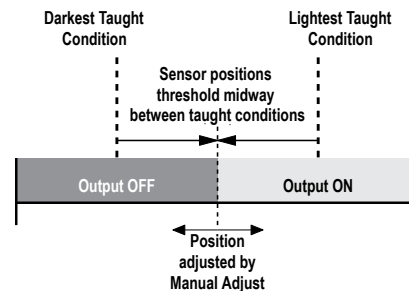 Darkest Taught
Condition
Lightest Taught
Condition
Sensor positions
threshold midway
between taught conditions
Output OFF
Output ON
Position
adjusted by
Manual Adjust